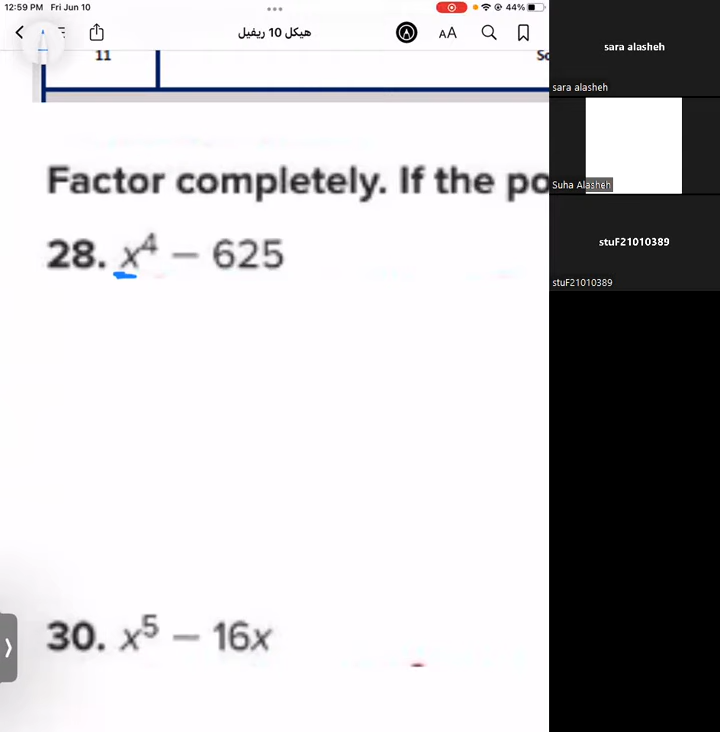 12:59 PM Fri Jun 10
44%
هيكل 10 ريفيل
AA
sara alasheh
11
sara alasheh
Factor completely. If the po
Suha Alasheh
28. x⁴ – 625
stuF21010389
stuF21010389
30. x⁵ – 16x